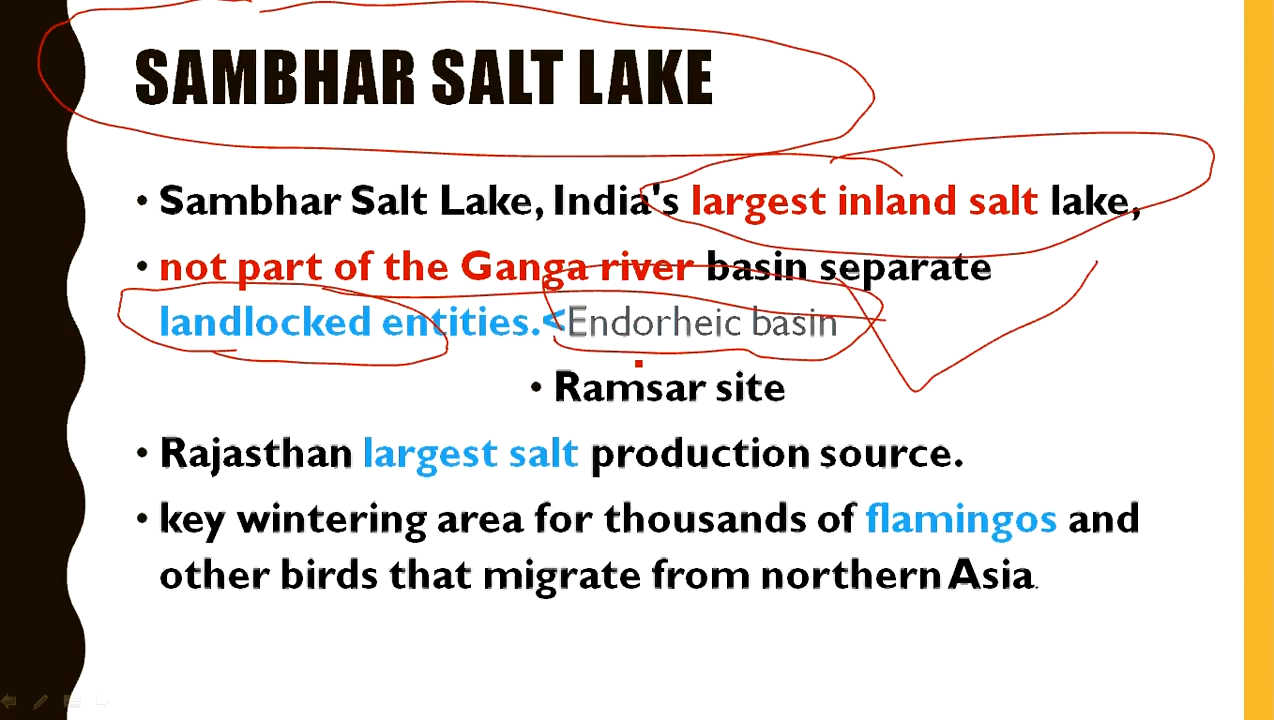 SAMBHAR SALT LAKE
• Sambhar Salt Lake, India's largest inland salt lake,
• not part of the Ganga river basin separate
landlocked entities.<Endorheic basin
• Ramsar site
• Rajasthan largest salt production source.
• key wintering area for thousands of flamingos and
other birds that migrate from northern Asia.